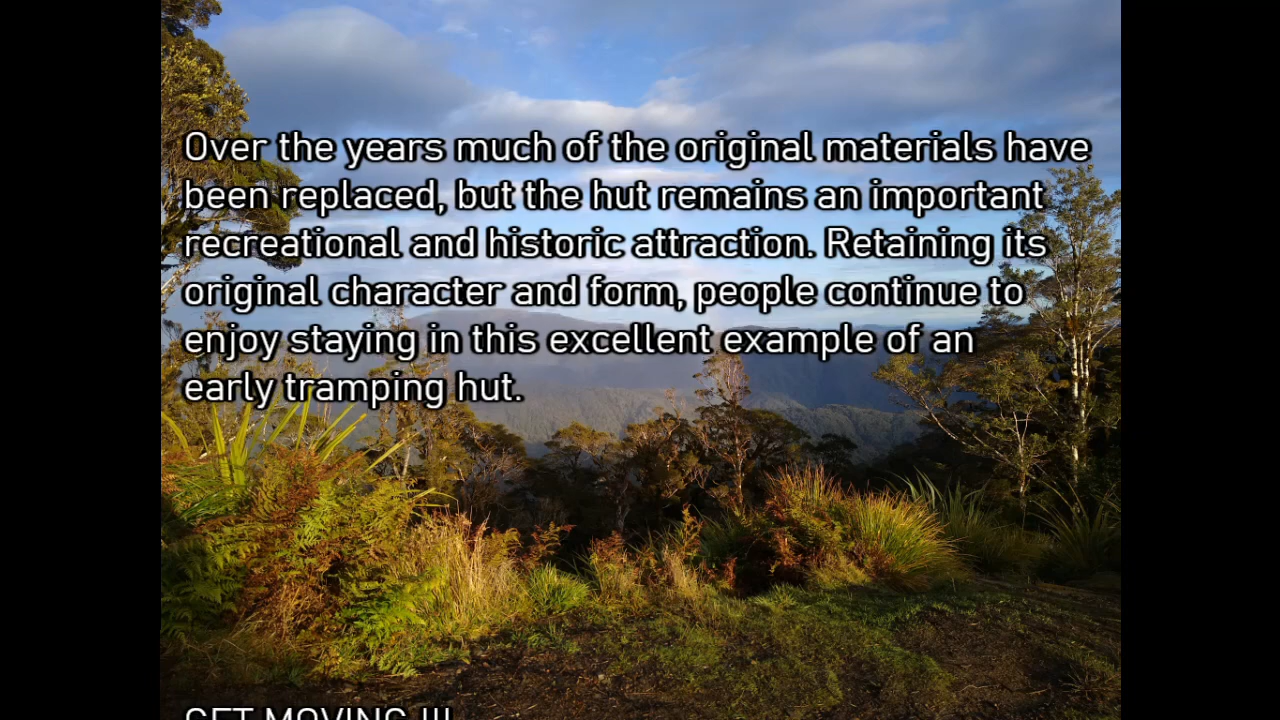 Over the years much of the original materials have
been replaced, but the hut remains an important
recreational and historic attraction. Retaining its
original character and form, people continue to
enjoy staying in this excellent example of an
early tramping hut.
GET MOVING !!!